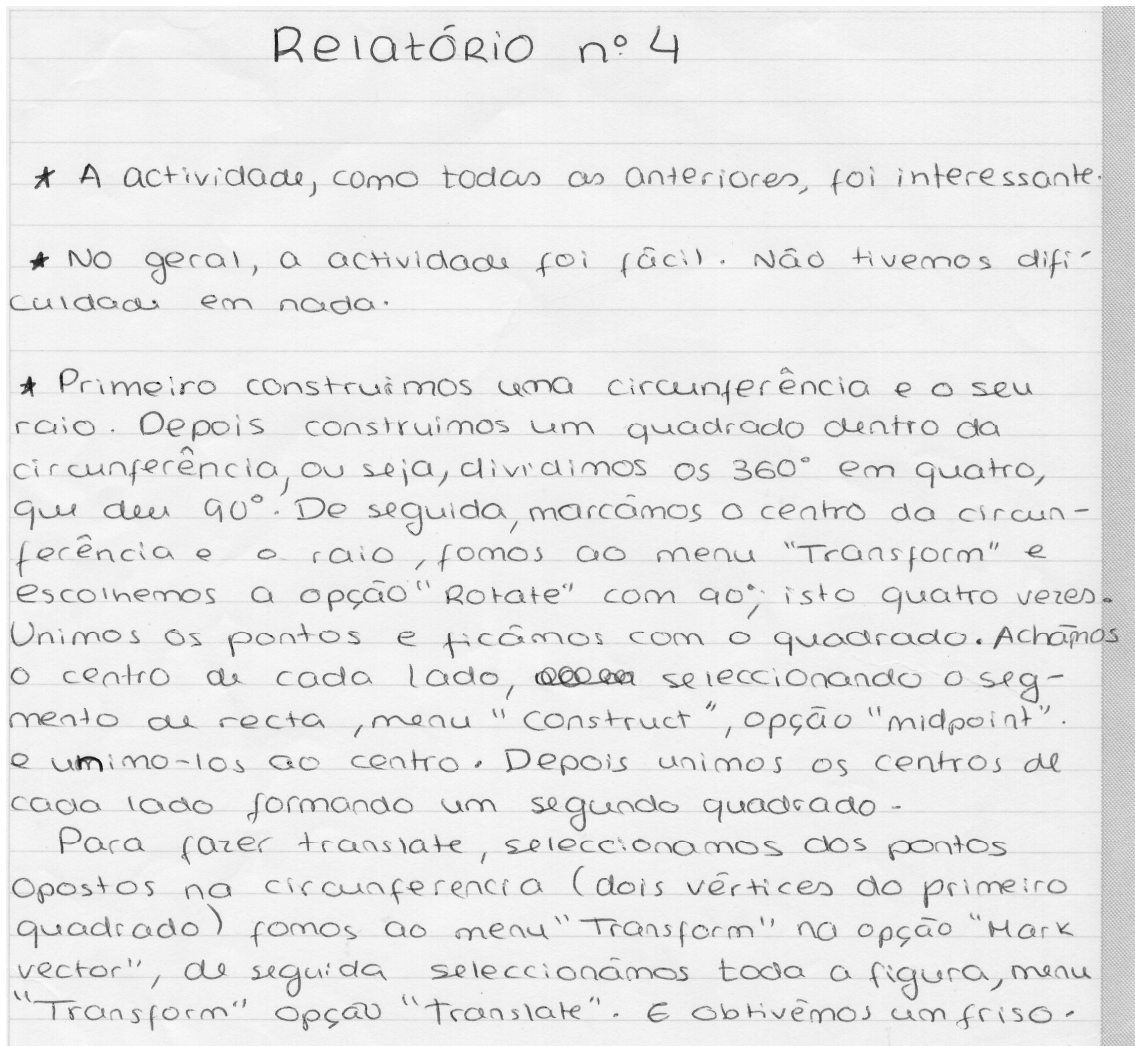 Relatório nº 4
* A actividade, como todas as anteriores, foi interessante.
* No geral, a actividade foi fácil. Não tivemos difi-
culdade em nada.
* Primeiro construímos uma circunferência e o seu
raio. Depois construimos um quadrado dentro da
circunferência, ou seja, dividimos os 360° em quatro,
que deu 90°. De seguida, marcámos o centro da circun-
ferência e o raio, fomos ao menu "Transform" e
escolhemos a opção "Rotate" com 90°; isto quatro vezes.
Unimos os pontos e ficámos com o quadrado. Achámos
o centro de cada lado, seleccionando o seg-
mento de recta, menu "Construct", opção "midpoint".
e unimo-los ao centro. Depois unimos os centros de
cada lado formando um segundo quadrado.
Para fazer translate, seleccionamos dos pontos
opostos na circunferencia (dois vértices do primeiro
quadrado) fomos ao menu "Transform" na opção "Mark
vector", de seguida seleccionámos toda a figura, menu
"Transform" opção "Translate". E obtivémos um friso.